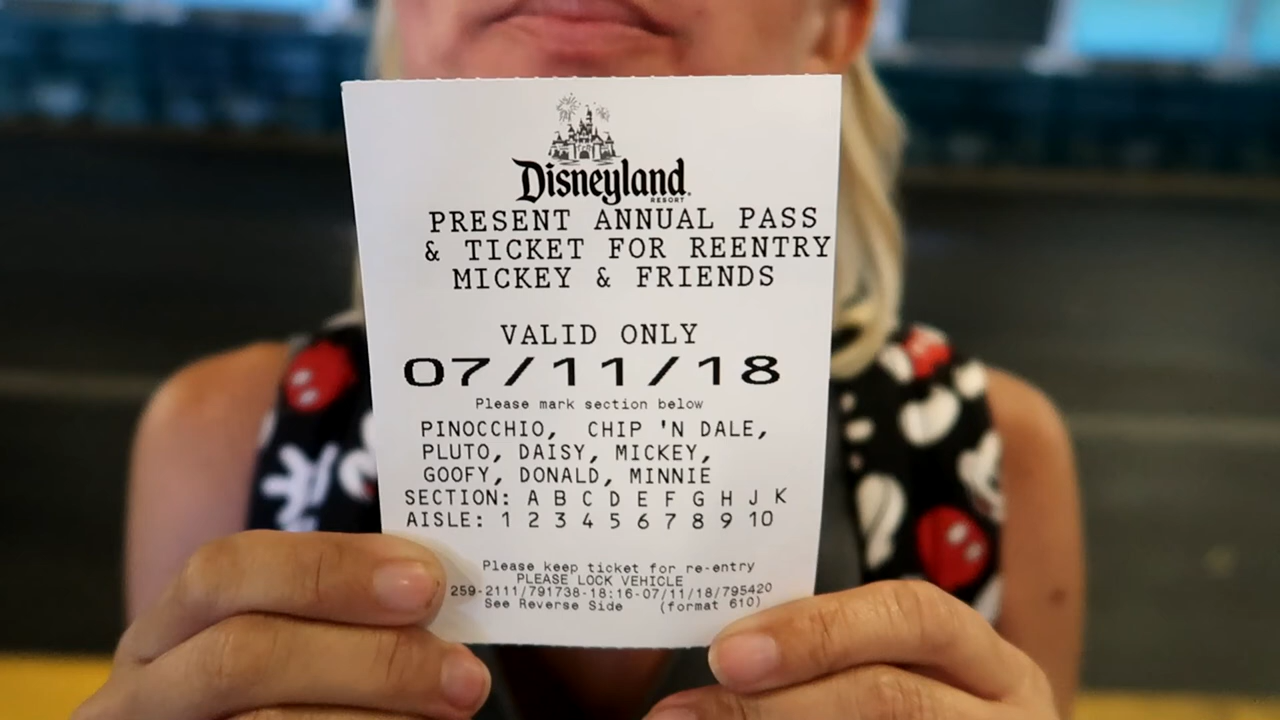 Disneyland
RESORT
PRESENT ANNUAL PASS
& TICKET FOR REENTRY
MICKEY & FRIENDS
VALID ONLY
07/11/18
Please mark section below
PINOCCHIO, CHIP 'N DALE,
PLUTO, DAISY, MICKEY,
GOOFY, DONALD, MINNIE
SECTION: A B C D E F G H J K
AISLE: 1 2 3 4 5 6 7 8 9 10
Please keep ticket for re-entry
PLEASE LOCK VEHICLE
259-2111/791738-18:16-07/11/18/795420
See Reverse Side (format 610)